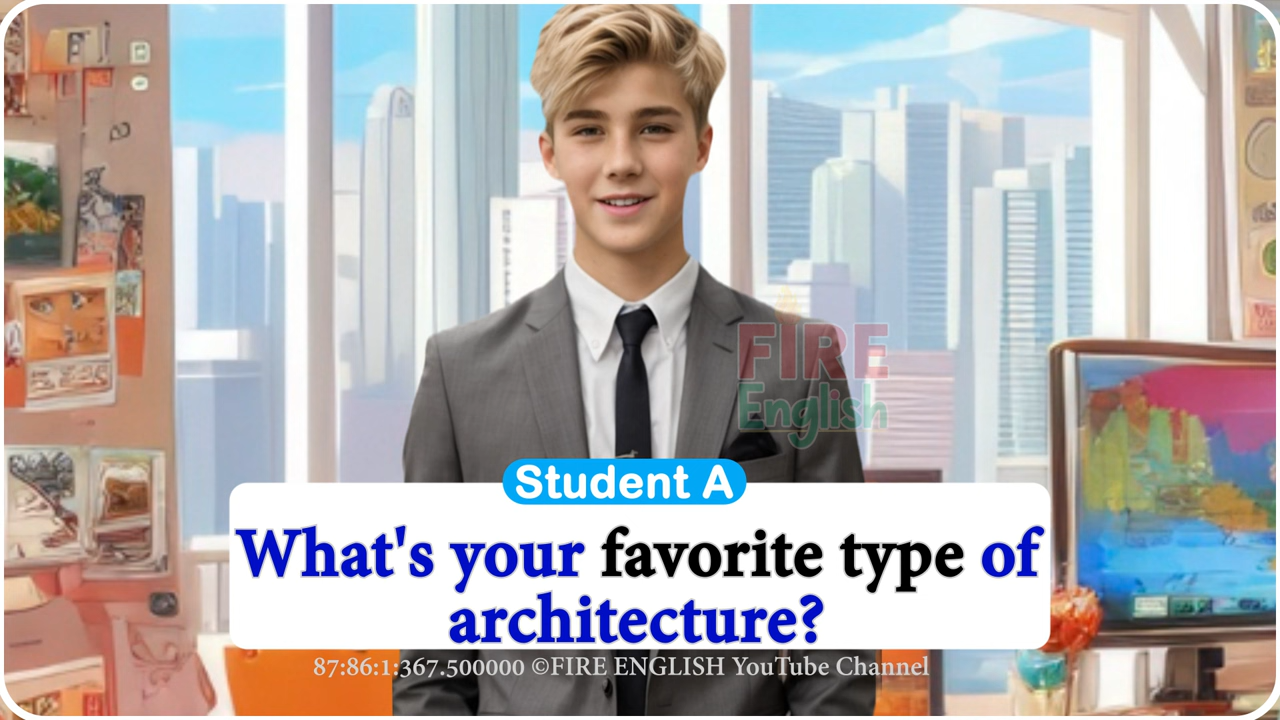 FIRE
English
Student A
What's your favorite type of
architecture?
87:86:1:367.500000 ©FIRE ENGLISH YouTube Channel